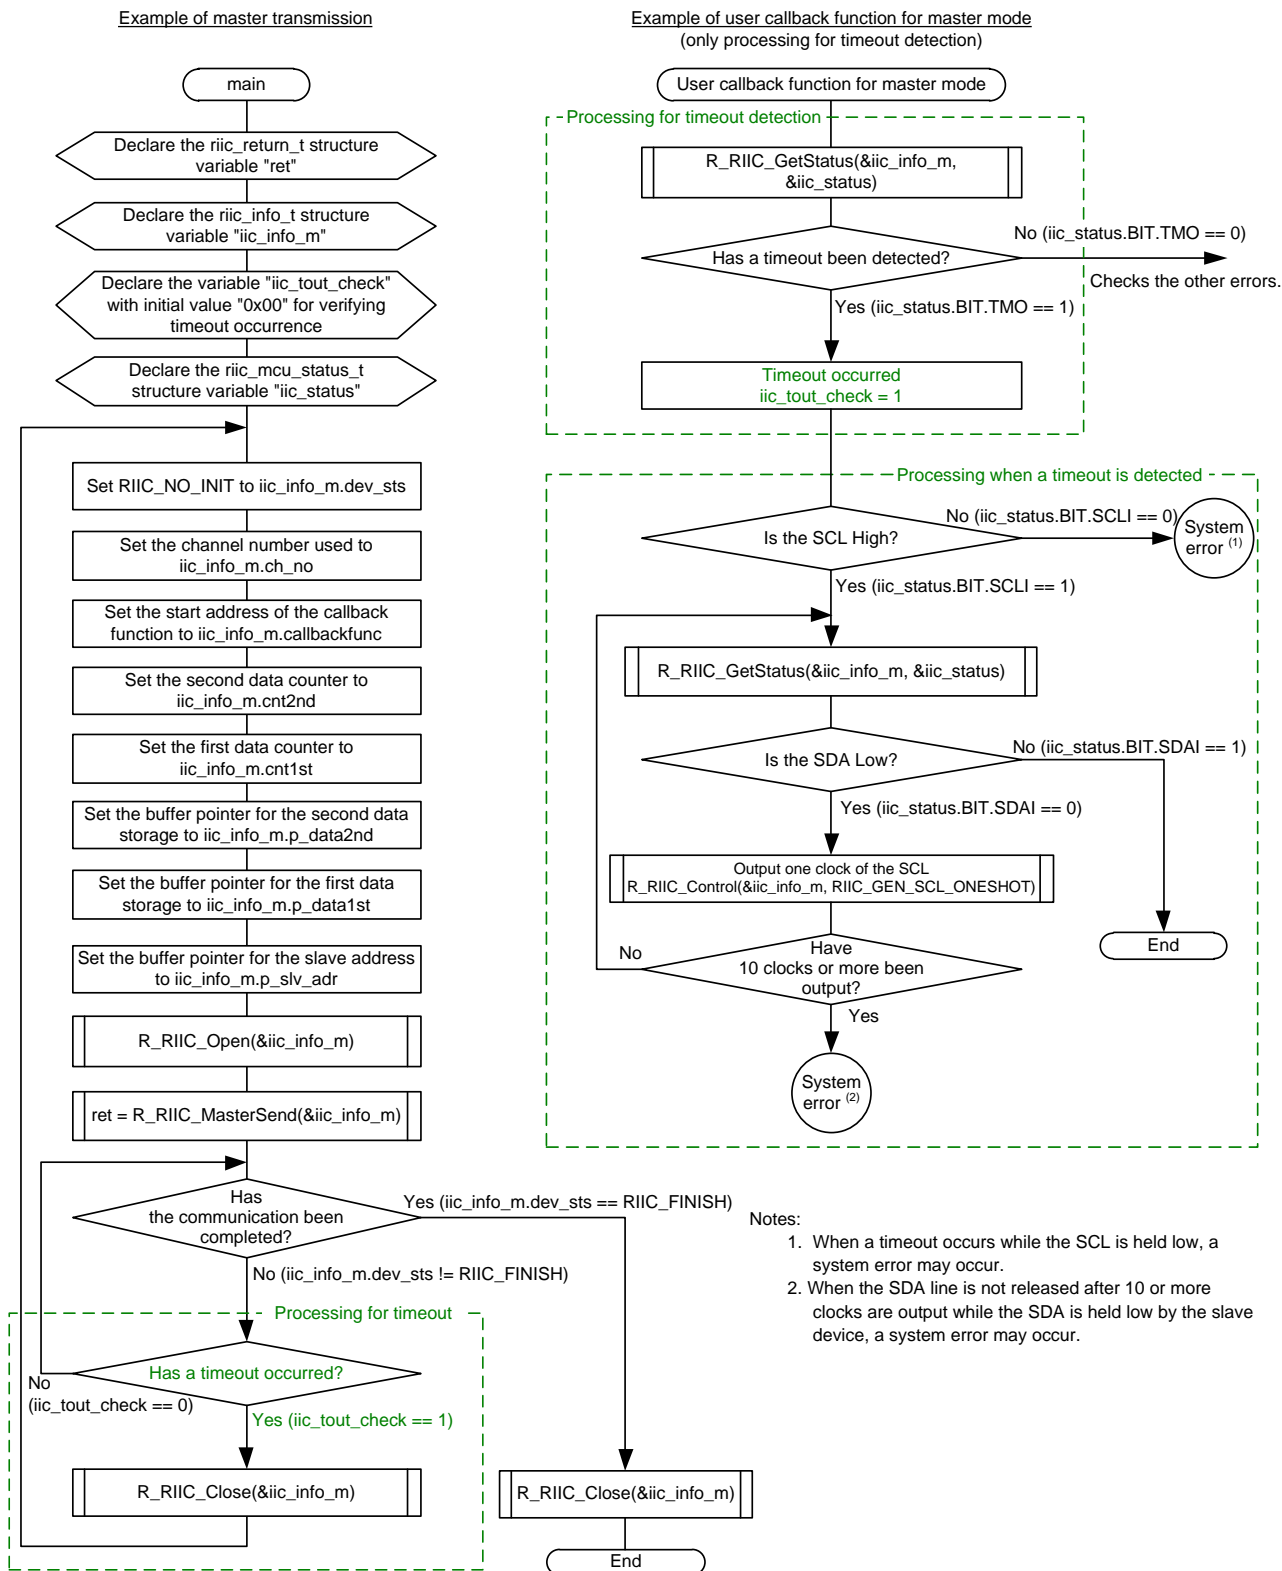 Example of master transmission
main
Declare the riic_return_t structure
variable "ret"
Declare the riic_info_t structure
variable "iic_info_m"
Declare the variable "iic_tout_check"
with initial value "0x00" for verifying
timeout occurrence
Declare the riic_mcu_status_t
structure variable "iic_status"
Set RIIC_NO_INIT to iic_info_m.dev_sts
Set the channel number used to
iic_info_m.ch_no
Set the start address of the callback
function to iic_info_m.callbackfunc
Set the second data counter to
iic_info_m.cnt2nd
Set the first data counter to
iic_info_m.cnt1st
Set the buffer pointer for the second data
storage to iic_info_m.p_data2nd
Set the buffer pointer for the first data
storage to iic_info_m.p_data1st
Set the buffer pointer for the slave address
to iic_info_m.p_slv_adr
R_RIIC_Open(&iic_info_m)
ret = R_RIIC_MasterSend(&iic_info_m)
Has
the communication been
completed?
Yes (iic_info_m.dev_sts == RIIC_FINISH)
No (iic_info_m.dev_sts != RIIC_FINISH)
Processing for timeout
Has a timeout occurred?
No
(iic_tout_check == 0)
Yes (iic_tout_check == 1)
R_RIIC_Close(&iic_info_m)
R_RIIC_Close(&iic_info_m)
End
Example of user callback function for master mode
(only processing for timeout detection)
User callback function for master mode
Processing for timeout detection
R_RIIC_GetStatus(&iic_info_m,
&iic_status)
Has a timeout been detected?
No (iic_status.BIT.TMO == 0)
Checks the other errors.
Yes (iic_status.BIT.TMO == 1)
Timeout occurred
iic_tout_check = 1
Processing when a timeout is detected
Is the SCL High?
No (iic_status.BIT.SCLI == 0)
System
error (1)
Yes (iic_status.BIT.SCLI == 1)
R_RIIC_GetStatus(&iic_info_m, &iic_status)
Is the SDA Low?
No (iic_status.BIT.SDAI == 1)
Yes (iic_status.BIT.SDAI == 0)
Output one clock of the SCL
R_RIIC_Control(&iic_info_m, RIIC_GEN_SCL_ONESHOT)
End
Have
10 clocks or more been
output?
No
Yes
System
error (2)
Notes:
1. When a timeout occurs while the SCL is held low, a
system error may occur.
2. When the SDA line is not released after 10 or more
clocks are output while the SDA is held low by the slave
device, a system error may occur.